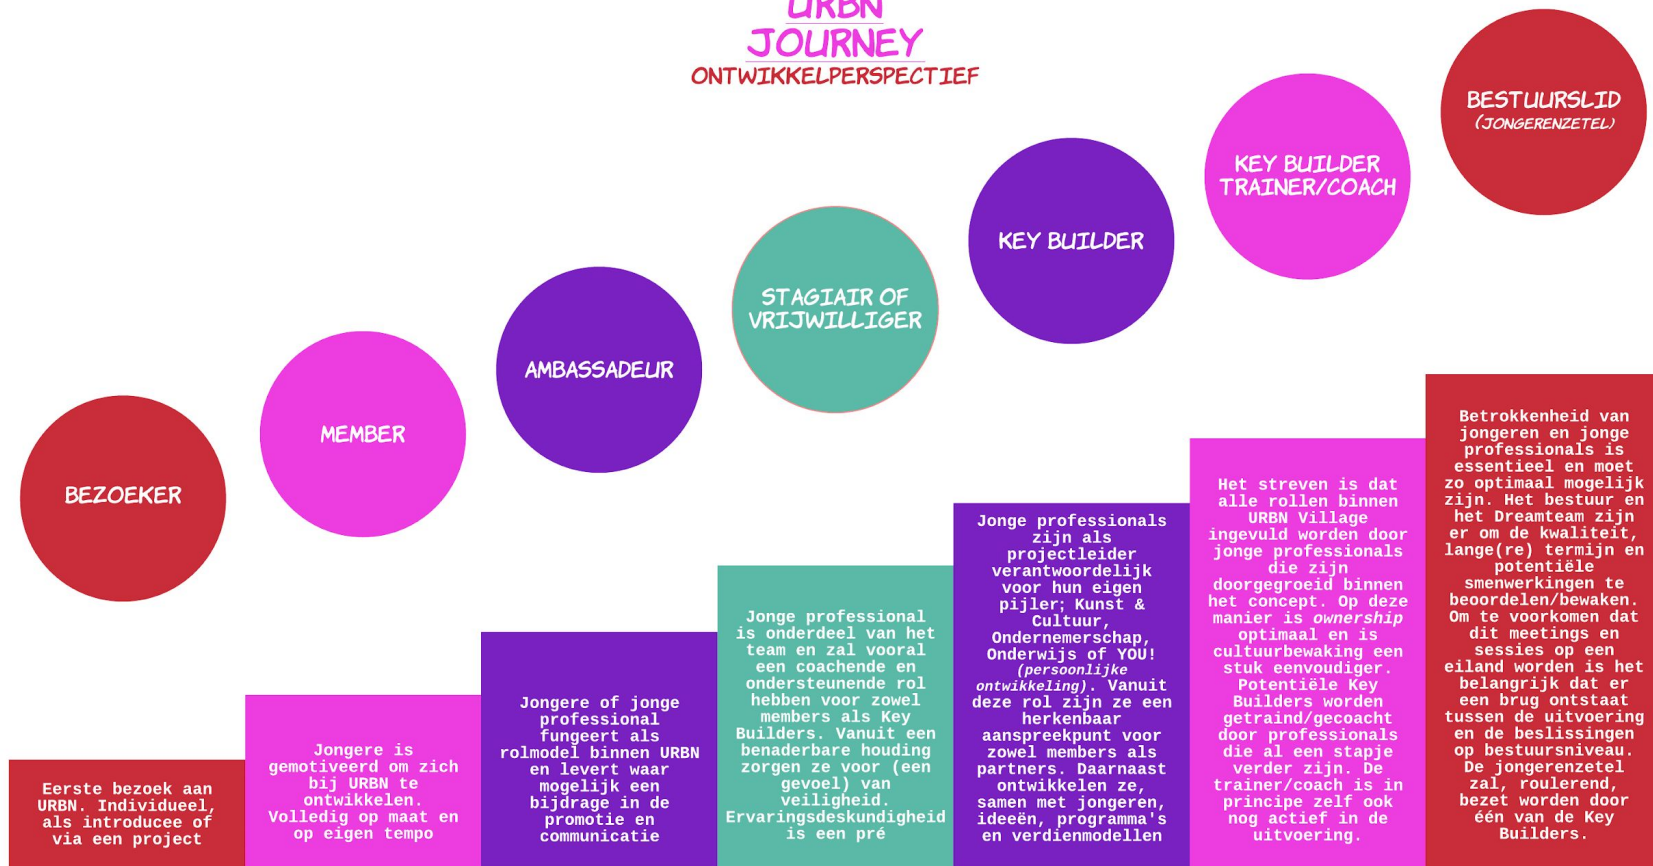 URBN
JOURNEY
ONTWIKKELPERSPECTIEF
BEZOEKER
Eerste bezoek aan
URBN. Individueel,
als introducee of
via een project
MEMBER
Jongere is
gemotiveerd om zich
bij URBN te
ontwikkelen.
Volledig op maat en
op eigen tempo
AMBASSADEUR
Jongere of jonge
professional
fungeert als
rolmodel binnen URBN
en levert waar
mogelijk een
bijdrage in de
promotie en
communicatie
STAGIAIR OF
VRIJWILLIGER
Jonge professional
is onderdeel van het
team en zal vooral
een coachende en
ondersteunende rol
hebben voor zowel
members als Key
Builders. Vanuit een
benaderbare houding
zorgen ze voor (een
gevoel) van
veiligheid.
Ervaringsdeskundigheid
is een pré
KEY BUILDER
Jonge professionals
zijn als
projectleider
verantwoordelijk
voor hun eigen
pijler; Kunst &
Cultuur,
Ondernemerschap,
Onderwijs of YOU!
(persoonlijke
ontwikkeling). Vanuit
deze rol zijn ze een
herkenbaar
aanspreekpunt voor
zowel members als
partners. Daarnaast
ontwikkelen ze,
samen met jongeren,
ideeën, programma's
en verdienmodellen
KEY BUILDER
TRAINER/COACH
Het streven is dat
alle rollen binnen
URBN Village
ingevuld worden door
jonge professionals
die zijn
doorgegroeid binnen
het concept. Op deze
manier is ownership
optimaal en is
cultuurbewaking een
stuk eenvoudiger.
Potentiële Key
Builders worden
getraind/gecoacht
door professionals
die al een stapje
verder zijn. De
trainer/coach is in
principe zelf ook
nog actief in de
uitvoering.
BESTUURSLID
(JONGERENZETEL)
Betrokkenheid van
jongeren en jonge
professionals is
essentieel en moet
zo optimaal mogelijk
zijn. Het bestuur en
het Dreamteam zijn
er om de kwaliteit,
lange(re) termijn en
potentiële
smenwerkingen te
beoordelen/bewaken.
Om te voorkomen dat
dit meetings en
sessies op een
eiland worden is het
belangrijk dat er
een brug ontstaat
tussen de uitvoering
en de beslissingen
op bestuursniveau.
De jongerenzetel
zal, roulerend,
bezet worden door
één van de Key
Builders.